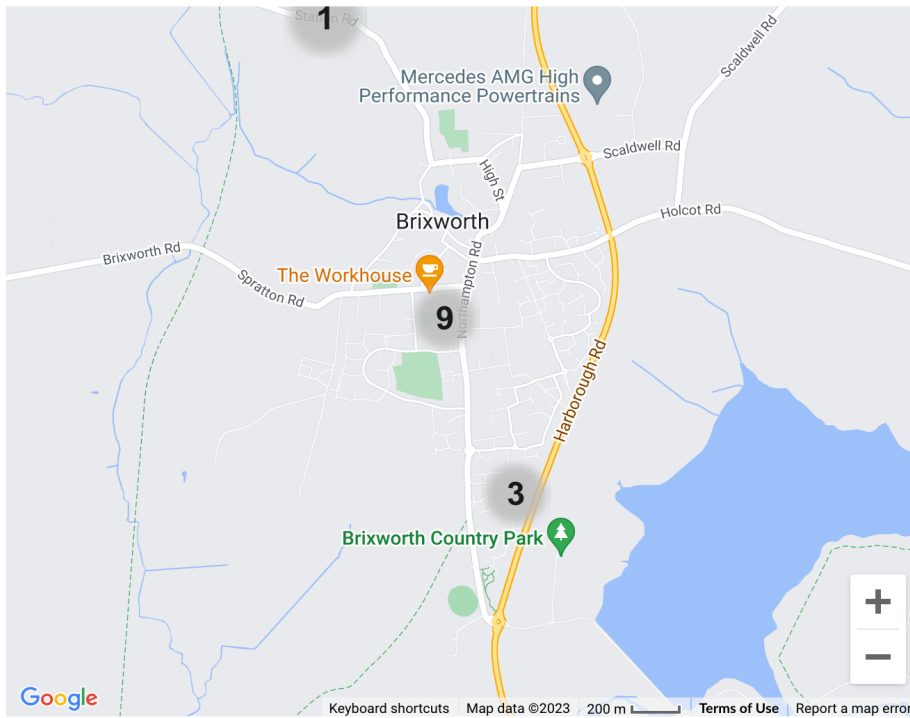 1
Station Rd
Scaldwell Rd
Mercedes AMG High
Performance Powertrains
Scaldwell Rd
High St
Holcot Rd
Brixworth
Brixworth Rd
Northampton Rd
The Workhouse
Spratton Rd
9
Harborough Rd
3
Brixworth Country Park
+
−
Google
Keyboard shortcuts
Map data ©2023
200 m
Terms of Use
Report a map error